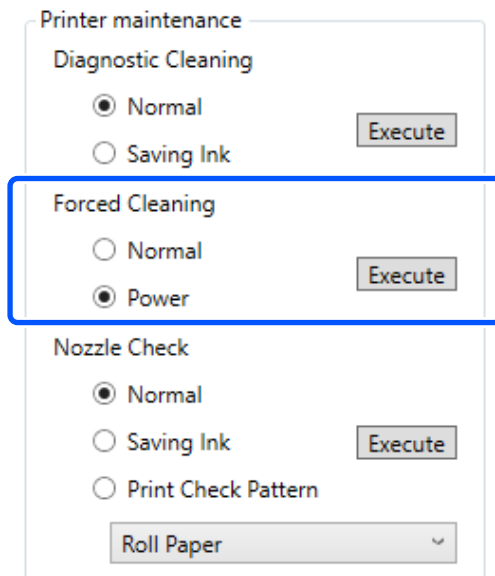 Printer maintenance
Diagnostic Cleaning
Normal
Execute
Saving Ink
Forced Cleaning
Normal
Execute
Power
Nozzle Check
Normal
Saving Ink
Execute
Print Check Pattern
Roll Paper